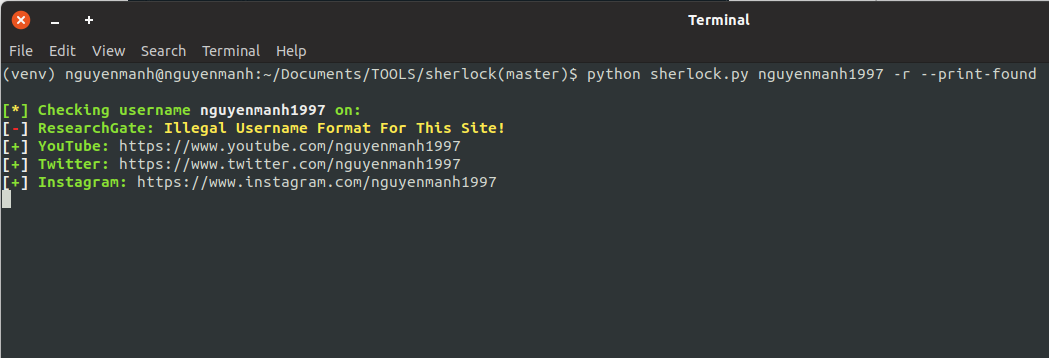 Terminal
File Edit View Search Terminal Help
(venv) nguyenmanh@nguyenmanh:~/Documents/TOOLS/sherlock(master)$ python sherlock.py nguyenmanh1997 -r --print-found
[*] Checking username nguyenmanh1997 on:
[-] ResearchGate: Illegal Username Format For This Site!
[+] YouTube: https://www.youtube.com/nguyenmanh1997
[+] Twitter: https://www.twitter.com/nguyenmanh1997
[+] Instagram: https://www.instagram.com/nguyenmanh1997